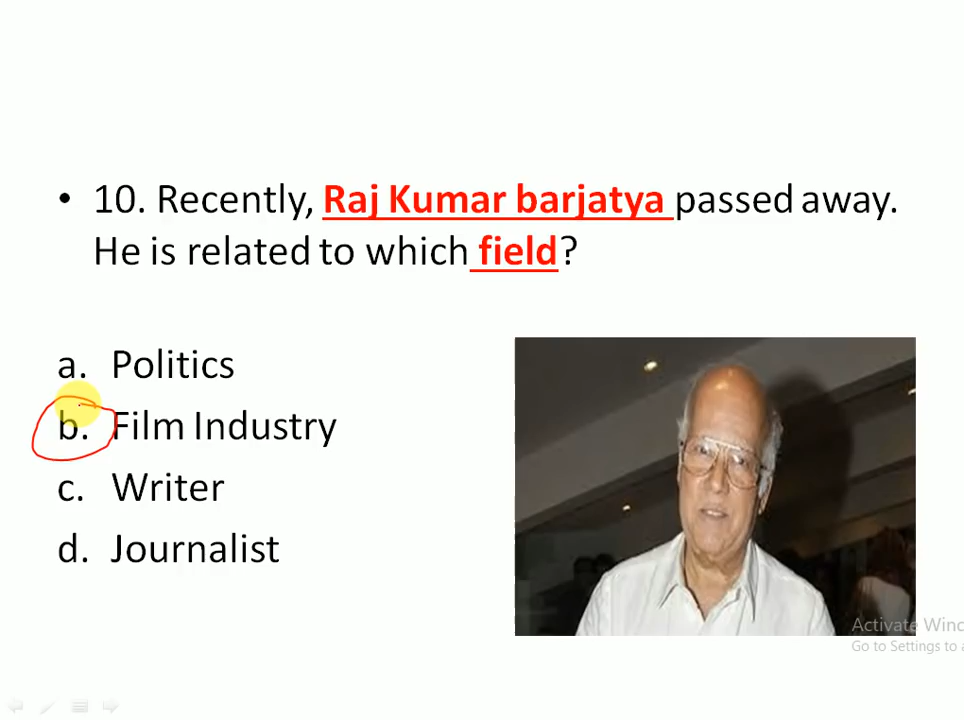 • 10. Recently, Raj Kumar barjatya passed away.
He is related to which field?
a. Politics
b. Film Industry
c. Writer
d. Journalist
Activate Winc
Go to Settings to a